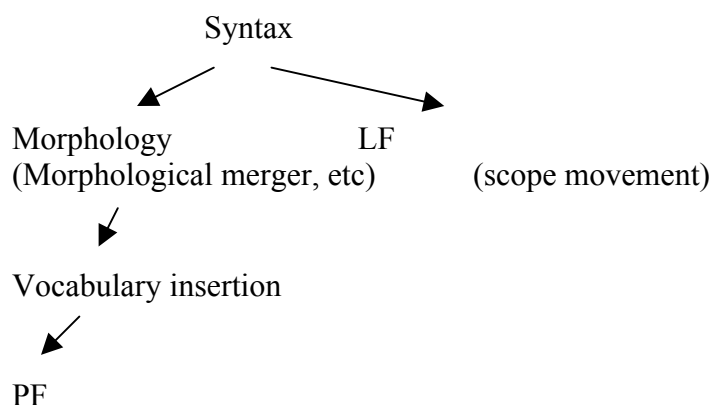 Syntax
Morphology LF
(Morphological merger, etc) (scope movement)
Vocabulary insertion
PF